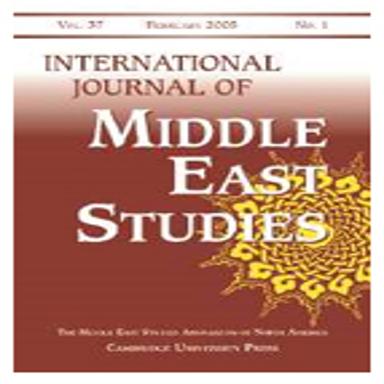 VOL. 37 FEBRUARY 2005 NO. 1
INTERNATIONAL
JOURNAL OF
MIDDLE
EAST
STUDIES
THE MIDDLE EAST STUDIES ASSOCIATION OF NORTH AMERICA
CAMBRIDGE UNIVERSITY PRESS